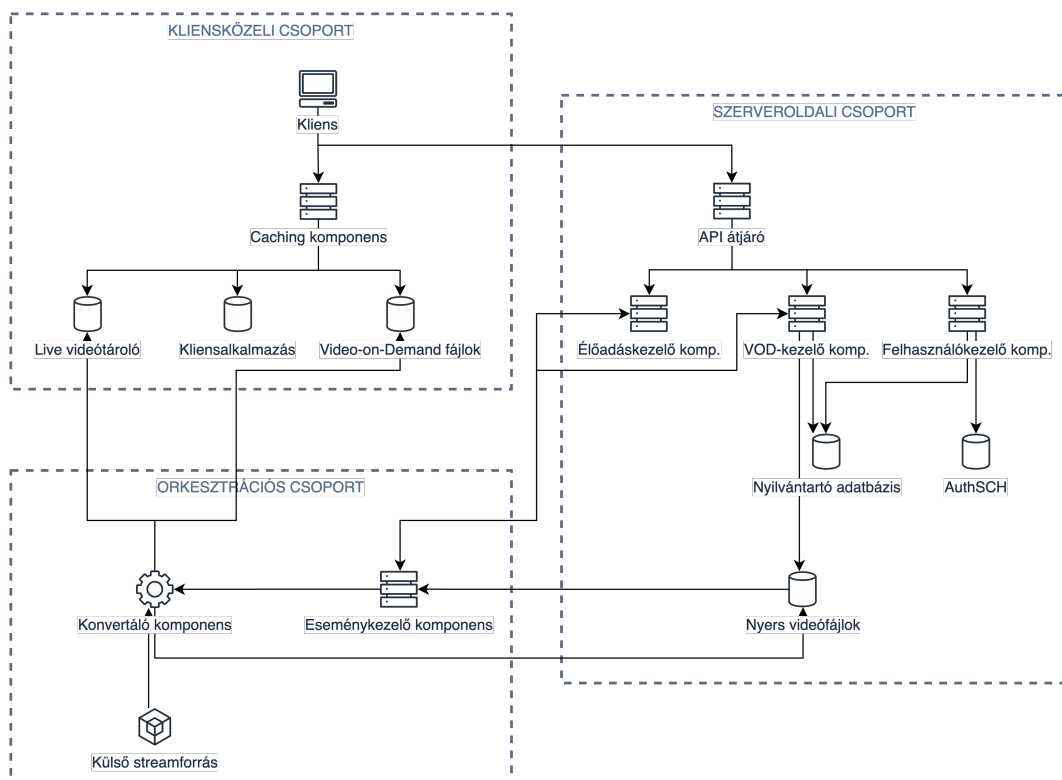 KLIENSKÖZELI CSOPORT
Kliens
Caching komponens
Live videótároló
Kliensalkalmazás
Video-on-Demand fájlok
SZERVEROLDALI CSOPORT
API átjáró
Élőadáskezelő komp.
VOD-kezelő komp.
Felhasználókezelő komp.
Nyilvántartó adatbázis
AuthSCH
Nyers videófájlok
ORKESZTRÁCIÓS CSOPORT
Konvertáló komponens
Eseménykezelő komponens
Külső streamforrás